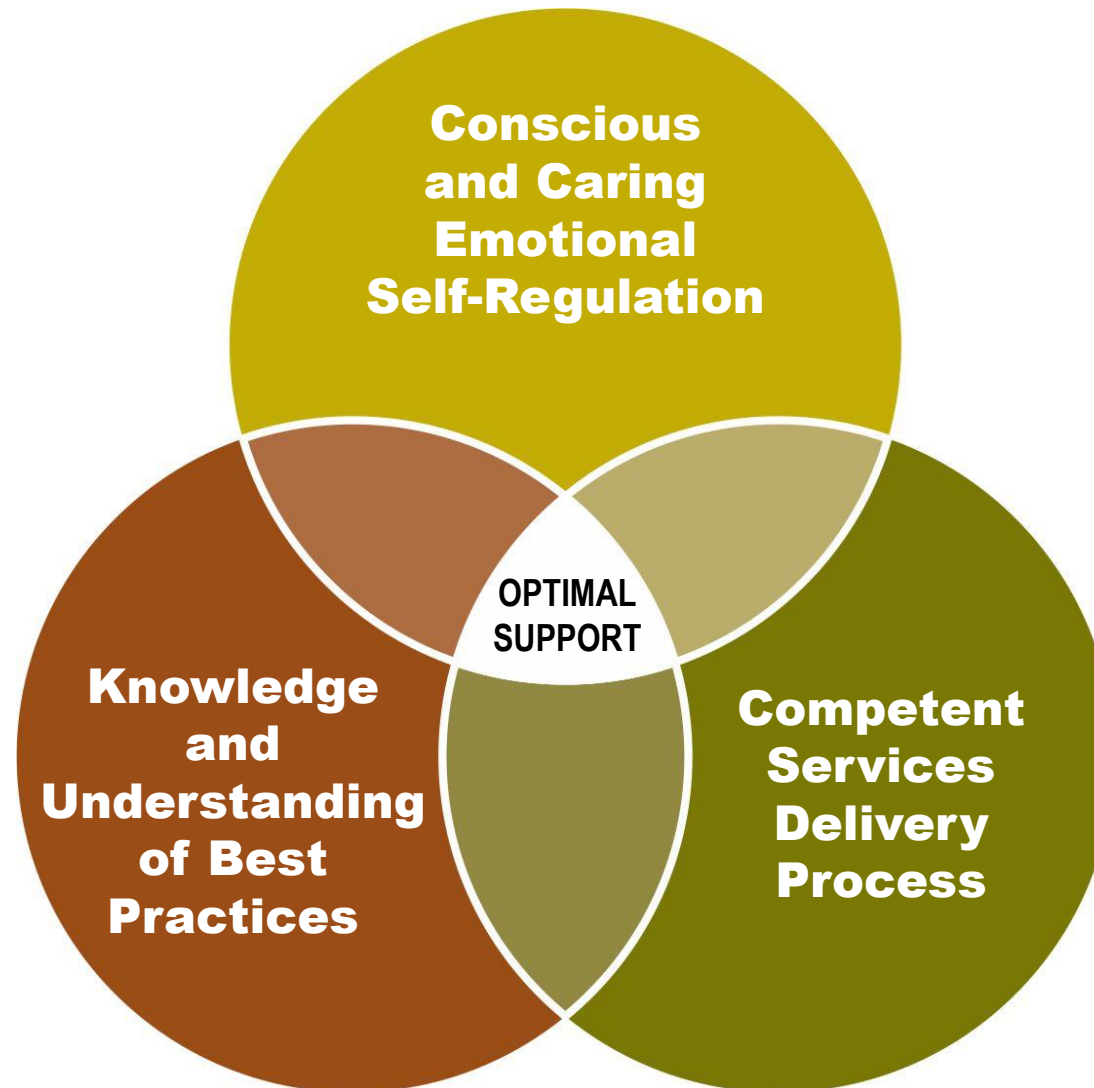 Conscious
and Caring
Emotional
Self-Regulation
OPTIMAL
SUPPORT
Knowledge
and
Understanding
of Best
Practices
Competent
Services
Delivery
Process